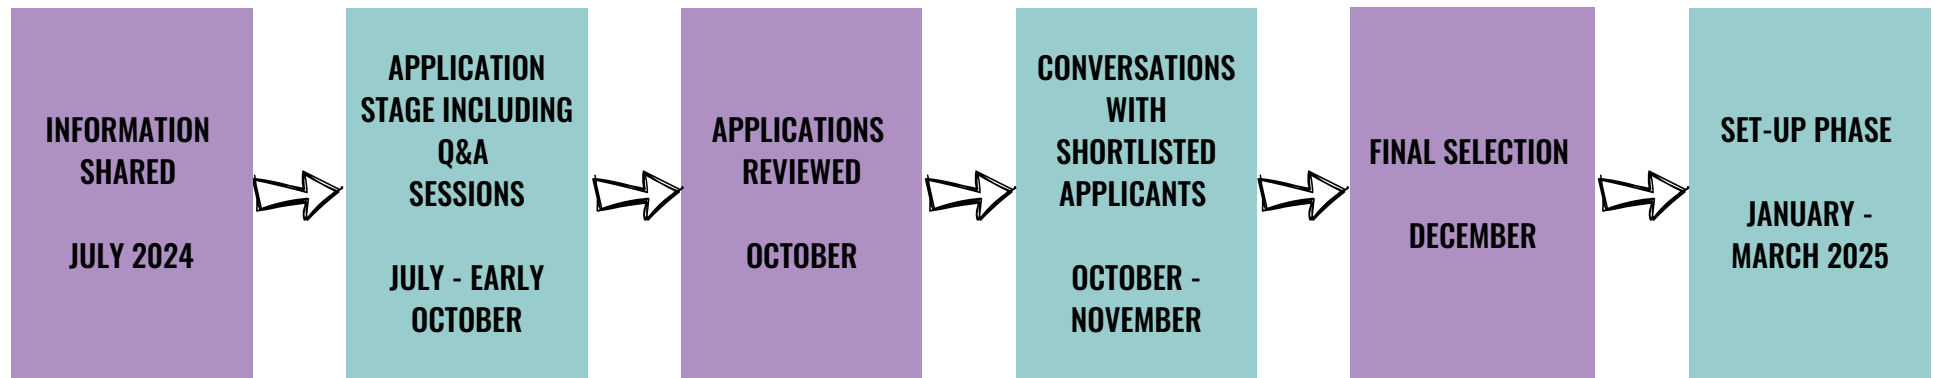 INFORMATION
SHARED
JULY 2024
APPLICATION
STAGE INCLUDING
Q&A
SESSIONS
JULY - EARLY
OCTOBER
APPLICATIONS
REVIEWED
OCTOBER
CONVERSATIONS
WITH
SHORTLISTED
APPLICANTS
OCTOBER -
NOVEMBER
FINAL SELECTION
DECEMBER
SET-UP PHASE
JANUARY -
MARCH 2025